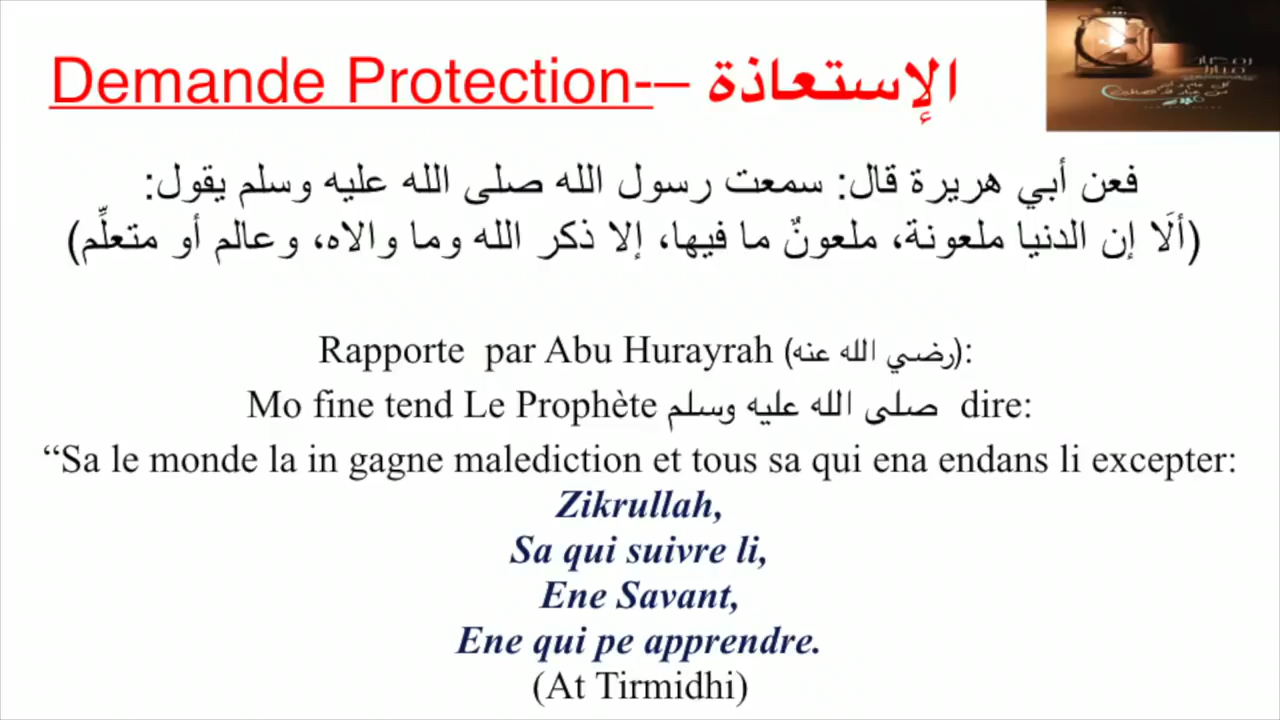 Demande Protection-– الإستعاذة
رمضان
مبارك
فعن أبي هريرة قال: سمعت رسول الله صلى الله عليه وسلم يقول:
(ألَا إن الدنيا ملعونة، ملعونٌ ما فيها، إلا ذكر الله وما والاه، وعالم أو متعلِّم)
Rapporte par Abu Hurayrah (رضي الله عنه):
Mo fine tend Le Prophète صلى الله عليه وسلم dire:
“Sa le monde la in gagne malediction et tous sa qui ena endans li excepter:
Zikrullah,
Sa qui suivre li,
Ene Savant,
Ene qui pe apprendre.
(At Tirmidhi)